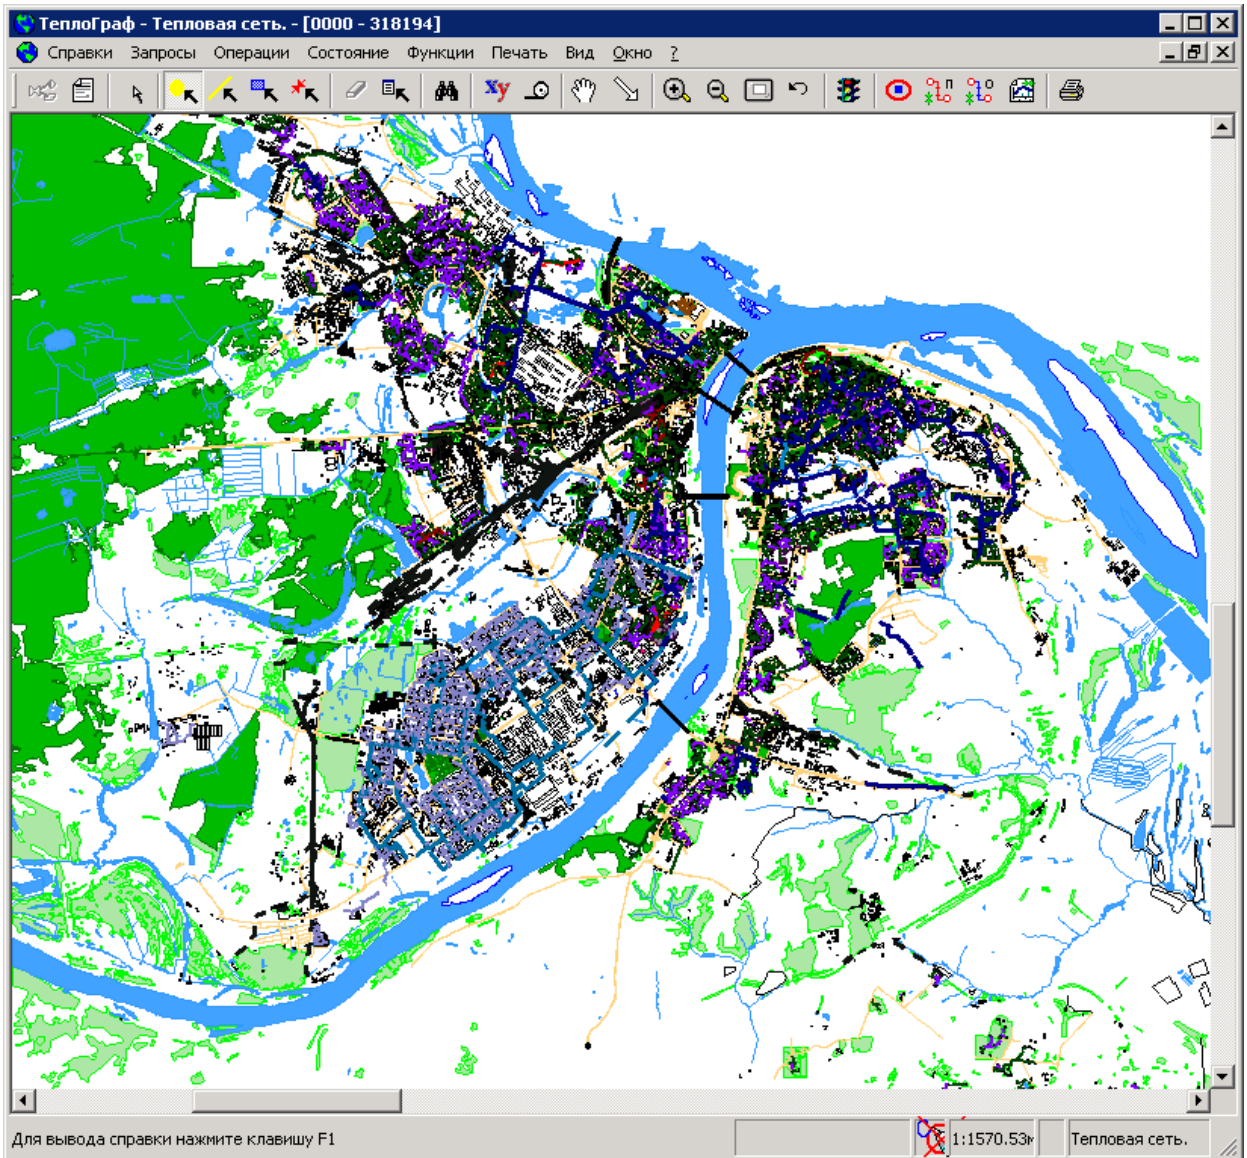 ТеплоГраф - Тепловая сеть. - [0000 - 318194]
Справки Запросы Операции Состояние Функции Печать Вид Окно ?
xy П О
Для вывода справки нажмите клавишу F1 1:1570.53м Тепловая сеть.